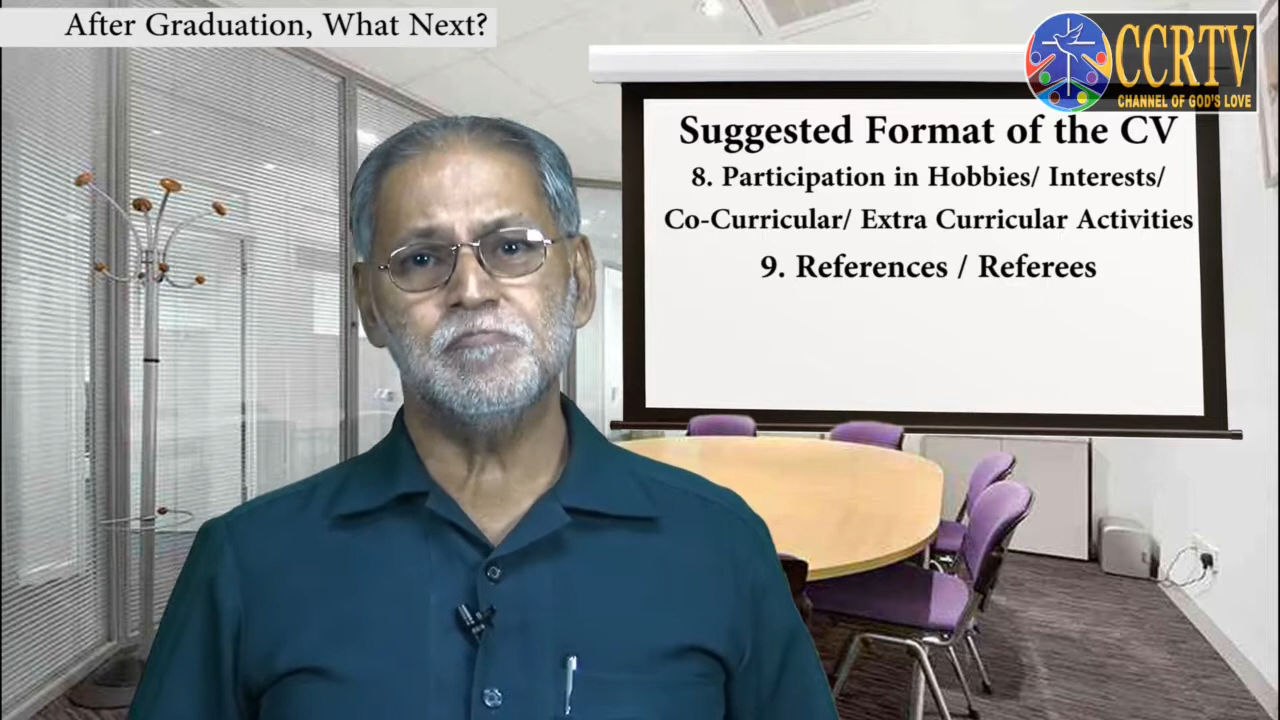 After Graduation, What Next?
CCRTV
CHANNEL OF GOD'S LOVE
Suggested Format of the CV
8. Participation in Hobbies/ Interests/
Co-Curricular/ Extra Curricular Activities
9. References / Referees